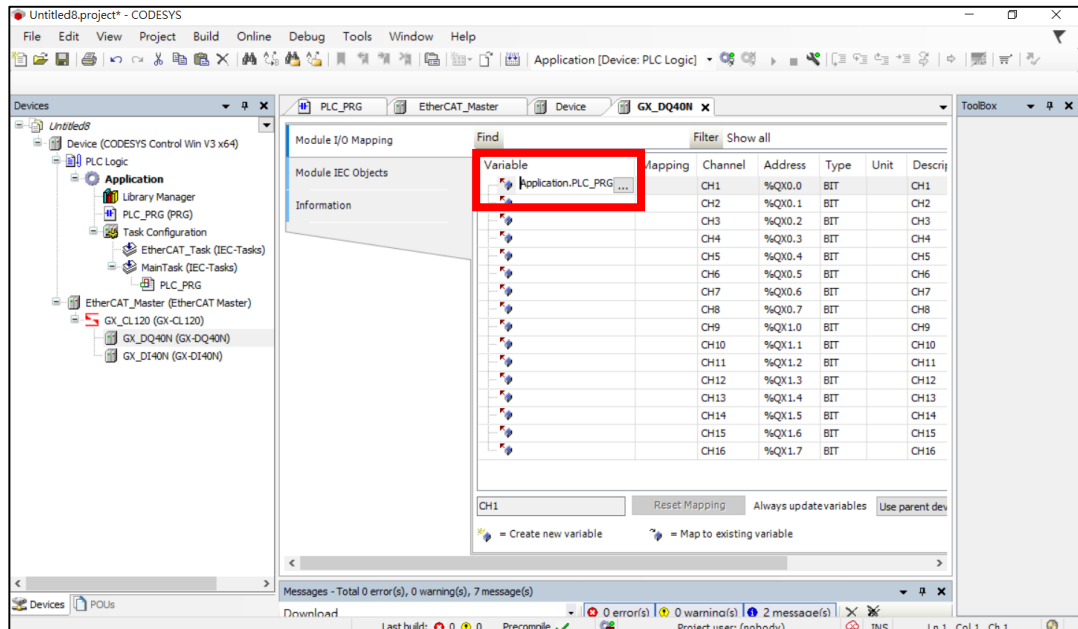 Untitled8.project* - CODESYS
File Edit View Project Build Online Debug Tools Window Help
Application [Device: PLC Logic]
Devices
Untitled8
Device (CODESYS Control Win V3 x64)
PLC Logic
Application
Library Manager
PLC_PRG (PRG)
Task Configuration
EtherCAT_Task (IEC-Tasks)
MainTask (IEC-Tasks)
PLC_PRG
EtherCAT_Master (EtherCAT Master)
GX_CL120 (GX-CL120)
GX_DQ40N (GX-DQ40N)
GX_DI40N (GX-DI40N)
Devices POUs
PLC_PRG EtherCAT_Master Device GX_DQ40N
Module I/O Mapping
Module IEC Objects
Information
Find Filter Show all
Variable Mapping Channel Address Type Unit Descrip
Application.PLC_PRG ... CH1 %QX0.0 BIT CH1
CH2 %QX0.1 BIT CH2
CH3 %QX0.2 BIT CH3
CH4 %QX0.3 BIT CH4
CH5 %QX0.4 BIT CH5
CH6 %QX0.5 BIT CH6
CH7 %QX0.6 BIT CH7
CH8 %QX0.7 BIT CH8
CH9 %QX1.0 BIT CH9
CH10 %QX1.1 BIT CH10
CH11 %QX1.2 BIT CH11
CH12 %QX1.3 BIT CH12
CH13 %QX1.4 BIT CH13
CH14 %QX1.5 BIT CH14
CH15 %QX1.6 BIT CH15
CH16 %QX1.7 BIT CH16
CH1 Reset Mapping Always update variables Use parent dev
= Create new variable = Map to existing variable
ToolBox
Messages - Total 0 error(s), 0 warning(s), 7 message(s)
Download 0 error(s) 0 warning(s) 2 message(s)
Last build: 0 0 Precompile Project user: (nobody) INS Ln 1 Col 1 Ch 1